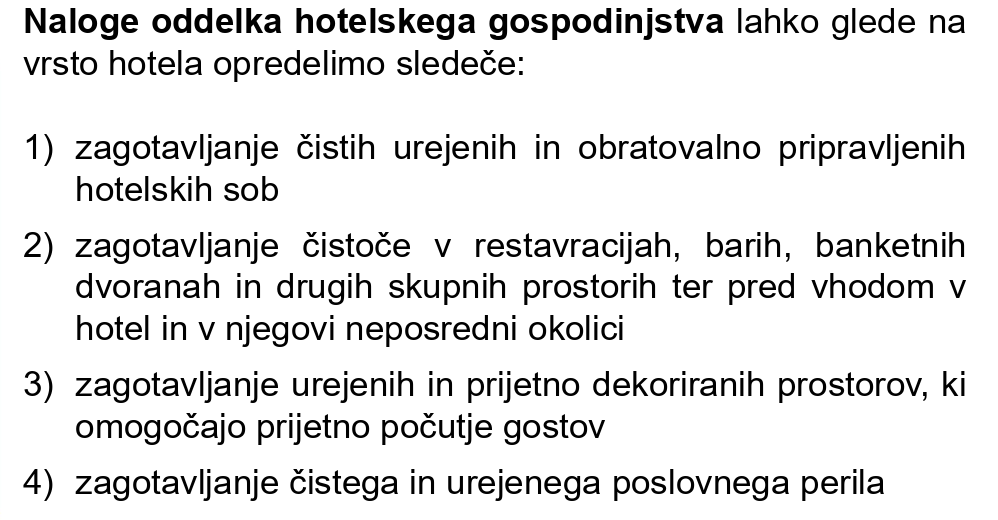 Naloge oddelka hotelskega gospodinjstva lahko glede na
vrsto hotela opredelimo sledeče:
1) zagotavljanje čistih urejenih in obratovalno pripravljenih
hotelskih sob
2) zagotavljanje čistoče v restavracijah, barih, banketnih
dvoranah in drugih skupnih prostorih ter pred vhodom v
hotel in v njegovi neposredni okolici
3) zagotavljanje urejenih in prijetno dekoriranih prostorov, ki
omogočajo prijetno počutje gostov
4) zagotavljanje čistega in urejenega poslovnega perila